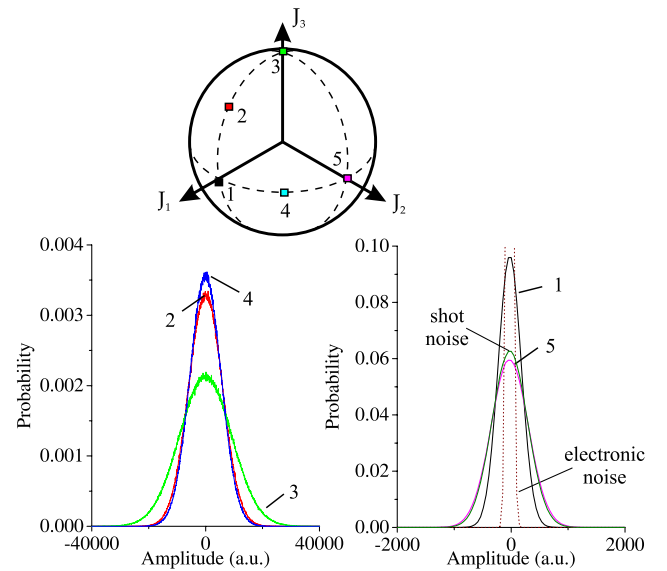 J3
3
2
5
1
J1
4
J2
0.004
0.003
0.002
0.001
0.000
Probability
4
2
3
-40000
0
40000
Amplitude (a.u.)
0.10
0.08
0.06
0.04
0.02
0.00
Probability
1
shot
noise
5
electronic
noise
-2000
0
2000
Amplitude (a.u.)